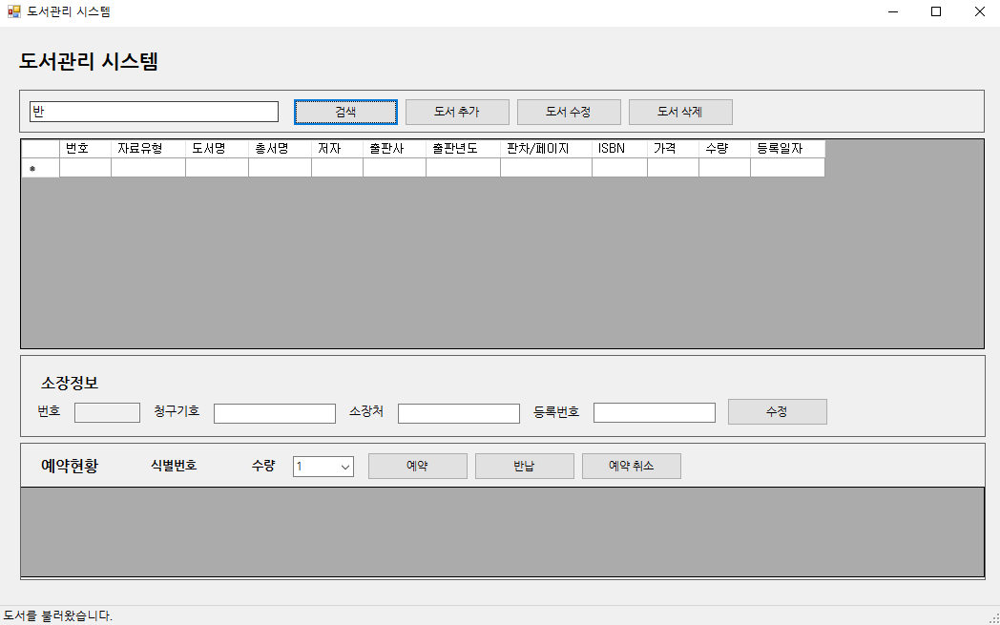 도서관리 시스템
도서관리 시스템
반 검색 도서 추가 도서 수정 도서 삭제
번호 자료유형 도서명 총서명 저자 출판사 출판년도 판차/페이지 ISBN 가격 수량 등록일자
*
소장정보
번호 청구기호 소장처 등록번호 수정
예약현황 식별번호 수량 1 예약 반납 예약 취소
도서를 불러왔습니다.